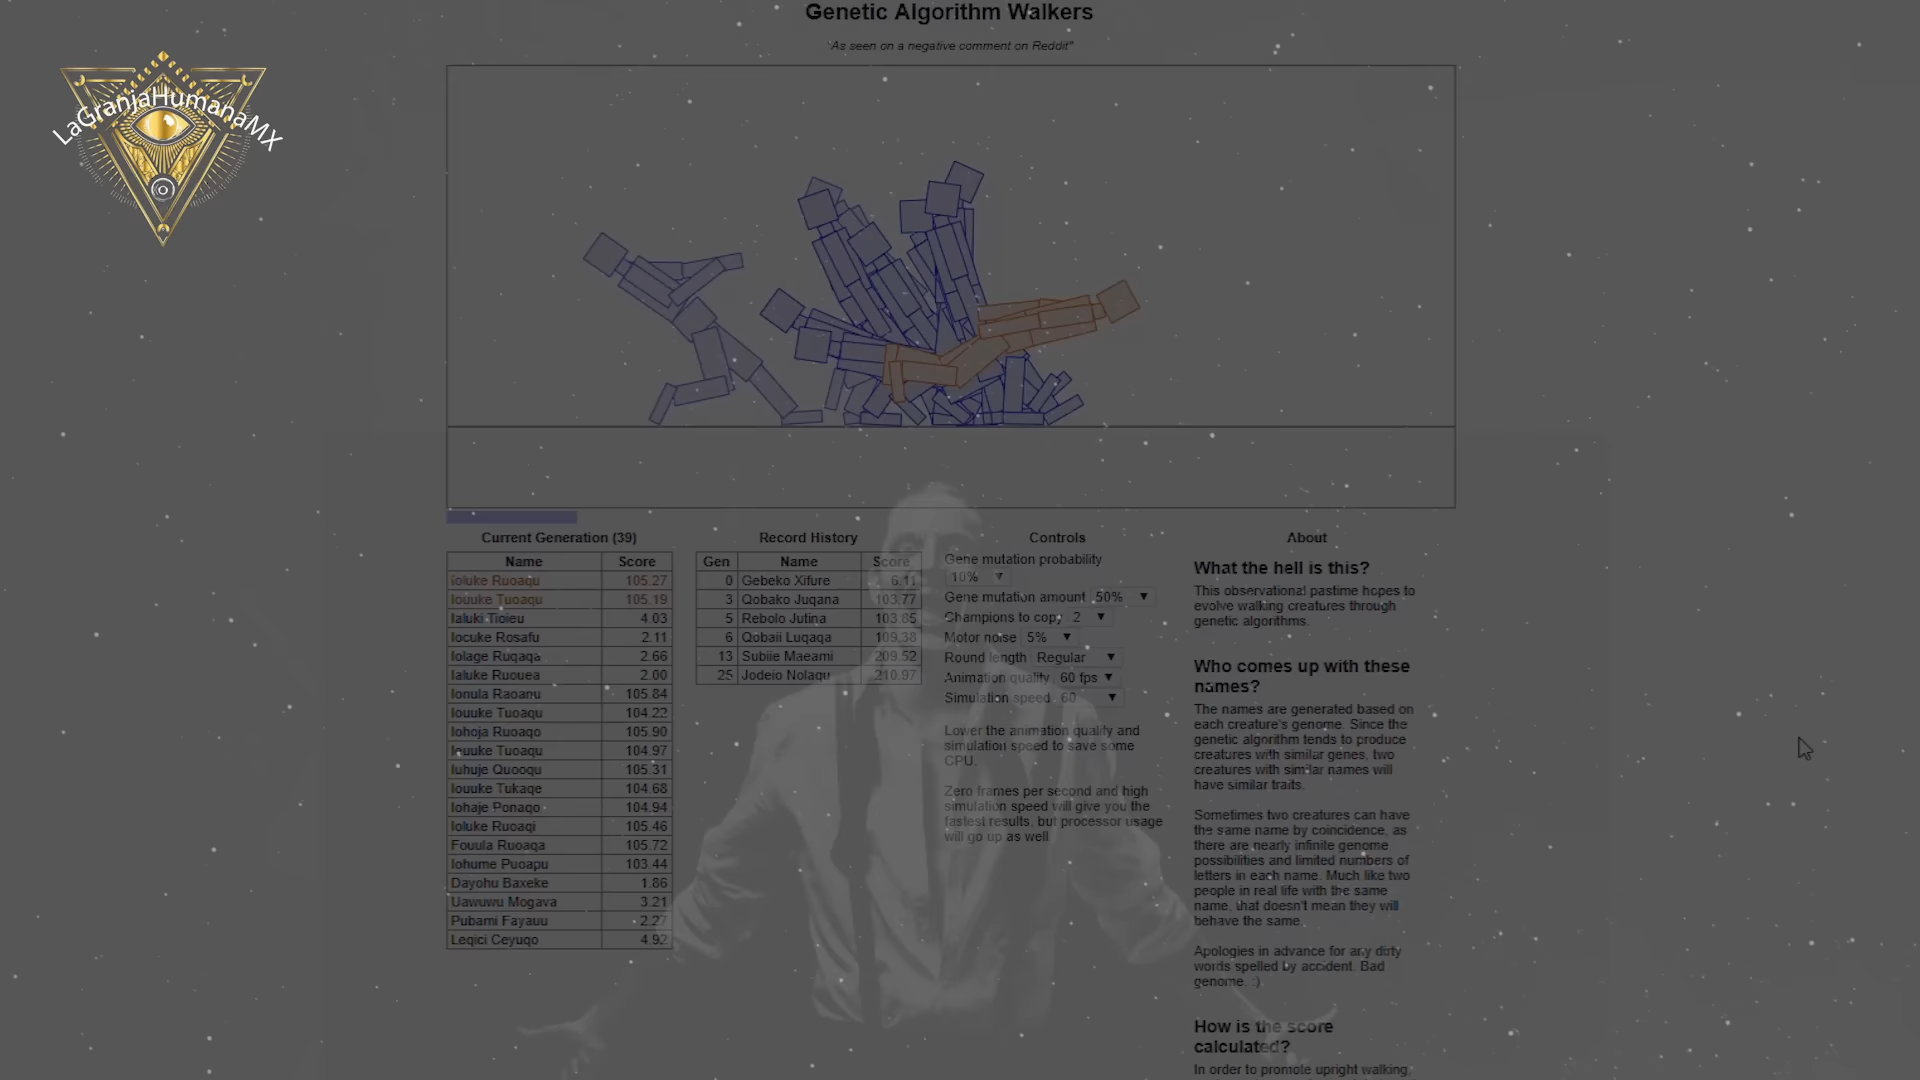 LaGranjaHumanaMX
Genetic Algorithm Walkers
"As seen on a negative comment on Reddit"
Current Generation (39)
Name Score
Ioluke Ruoaqu 105.27
Iouuke Tuoaqu 105.19
Ialuki Tioieu 4.03
Iocuke Rosafu 2.11
Iolage Ruqaqa 2.66
Ialuke Ruouea 2.00
Ionula Raoanu 105.84
Iouuke Tuoaqu 104.22
Iohoja Ruoaqo 105.90
Ieuuke Tuoaqu 104.97
Iuhuje Quooqu 105.31
Iouuke Tukaqe 104.68
Iohaje Ponaqo 104.94
Ioluke Ruoaqi 105.46
Fouula Ruoaqa 105.72
Iohume Puoapu 103.44
Dayohu Baxeke 1.86
Uawuwu Mogava 3.21
Pubami Fayauu 2.27
Leqici Ceyuqo 4.92
Record History
Gen Name Score
0 Gebeko Xifure 6.11
3 Qobako Juqana 103.77
5 Rebolo Jutina 103.85
6 Qobaii Luqaqa 109.38
13 Subiie Maeami 209.52
25 Jodeio Nolaqu 210.97
Controls
Gene mutation probability
10%
Gene mutation amount 50%
Champions to copy 2
Motor noise 5%
Round length Regular
Animation quality 60 fps
Simulation speed 60
Lower the animation quality and
simulation speed to save some
CPU.
Zero frames per second and high
simulation speed will give you the
fastest results, but processor usage
will go up as well
About
What the hell is this?
This observational pastime hopes to
evolve walking creatures through
genetic algorithms.
Who comes up with these
names?
The names are generated based on
each creature's genome. Since the
genetic algorithm tends to produce
creatures with similar genes, two
creatures with similar names will
have similar traits.
Sometimes two creatures can have
the same name by coincidence, as
there are nearly infinite genome
possibilities and limited numbers of
letters in each name. Much like two
people in real life with the same
name, that doesn't mean they will
behave the same.
Apologies in advance for any dirty
words spelled by accident. Bad
genome. :)
How is the score
calculated?
In order to promote upright walking,